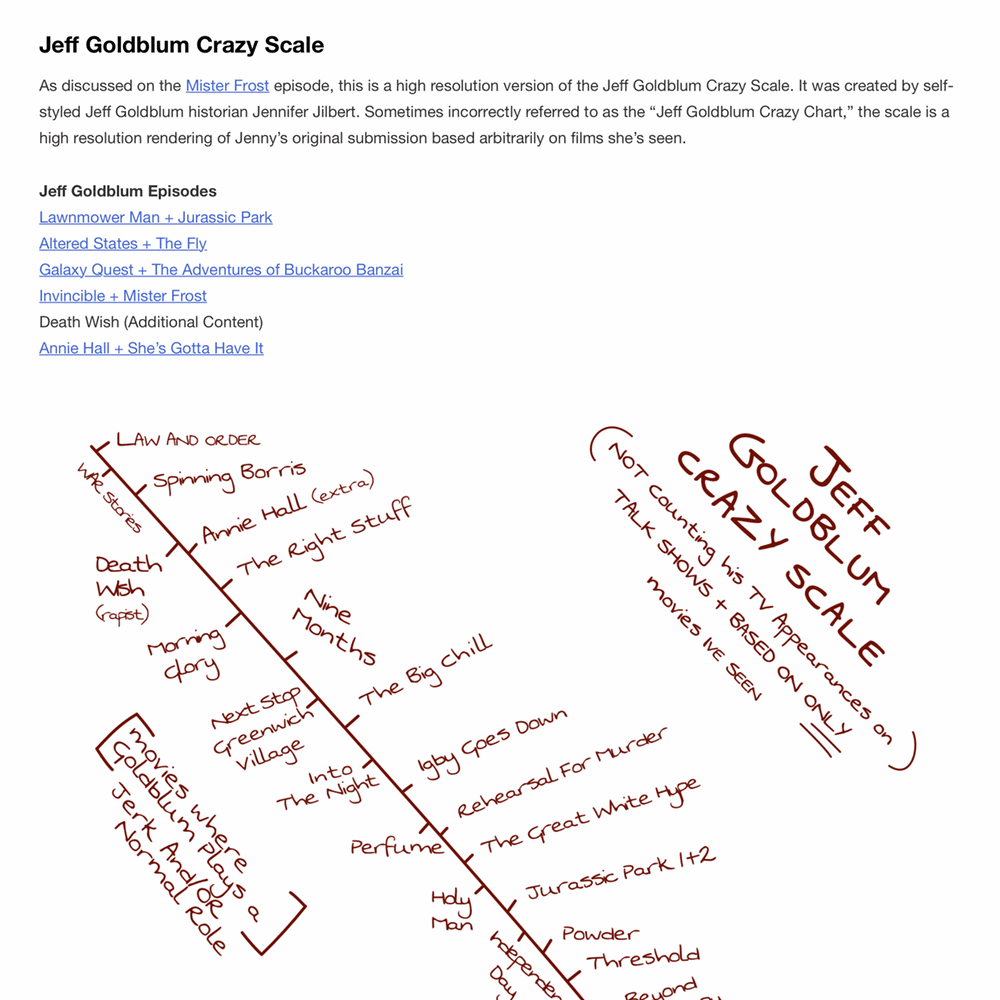 Jeff Goldblum Crazy Scale
As discussed on the Mister Frost episode, this is a high resolution version of the Jeff Goldblum Crazy Scale. It was created by self-
styled Jeff Goldblum historian Jennifer Jilbert. Sometimes incorrectly referred to as the “Jeff Goldblum Crazy Chart,” the scale is a
high resolution rendering of Jenny’s original submission based arbitrarily on films she’s seen.
Jeff Goldblum Episodes
Lawnmower Man + Jurassic Park
Altered States + The Fly
Galaxy Quest + The Adventures of Buckaroo Banzai
Invincible + Mister Frost
Death Wish (Additional Content)
Annie Hall + She’s Gotta Have It
JEFF
GOLDBLUM
CRAZY SCALE
(NOT counting his TV Appearances on
TALK SHOWS + BASED ON ONLY
movies IVE SEEN)
LAW AND ORDER
WAR Stories
Spinning Borris
Annie Hall (extra)
The Right Stuff
Death
Wish
(rapist)
Nine
Months
Morning
Glory
The Big Chill
Next Stop
Greenwich
Village
Into
The Night
Igby Goes Down
Rehearsal For Murder
Perfume
The Great White Hype
Jurassic Park 1+2
Holy
Man
Powder
Threshold
Day
Beyond
[movies where
Goldblum plays a
Jerk And/OR
Normal Role]